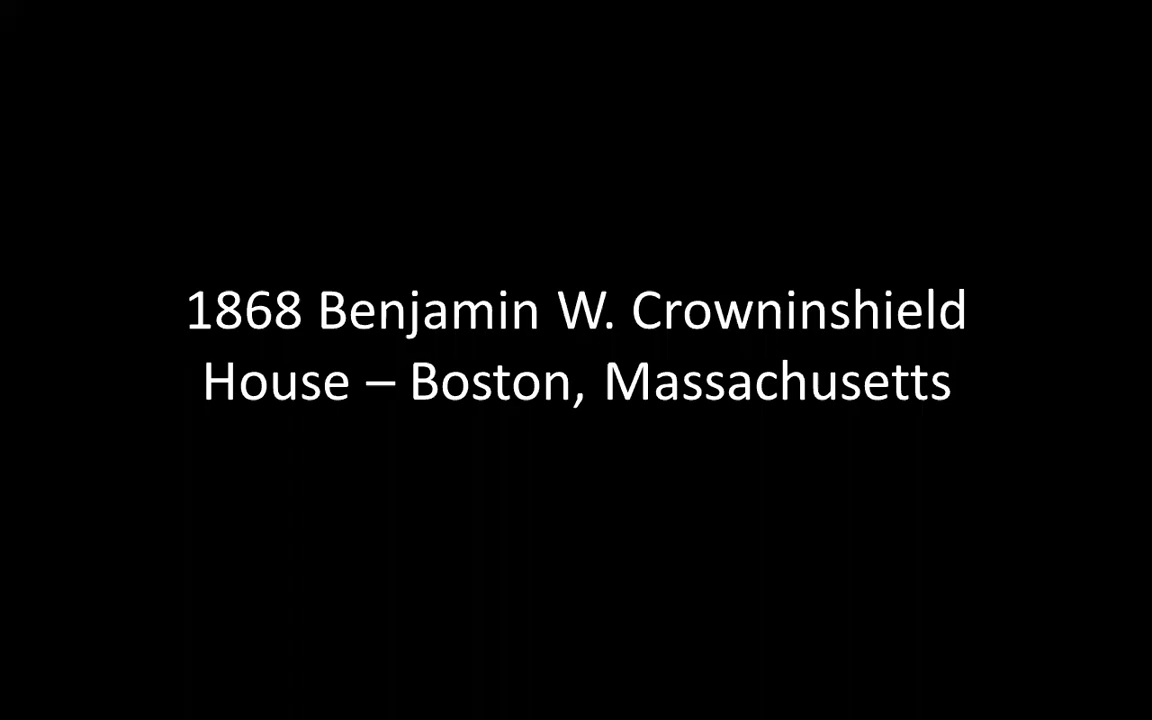 1868 Benjamin W. Crowninshield
House – Boston, Massachusetts